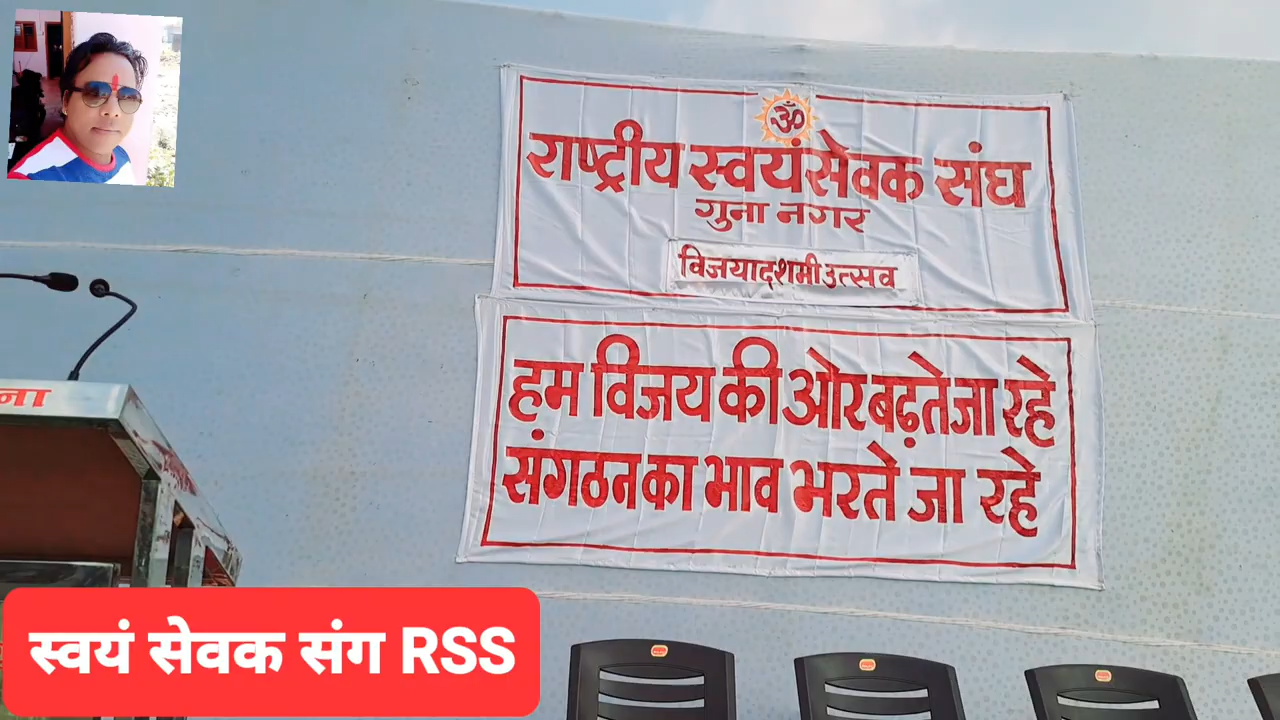 ॐ
राष्ट्रीय स्वयंसेवक संघ
गुना नगर
विजयादशमी उत्सव
हम विजय की ओर बढ़ते जा रहे
संगठन का भाव भरते जा रहे
ना
स्वयं सेवक संग RSS